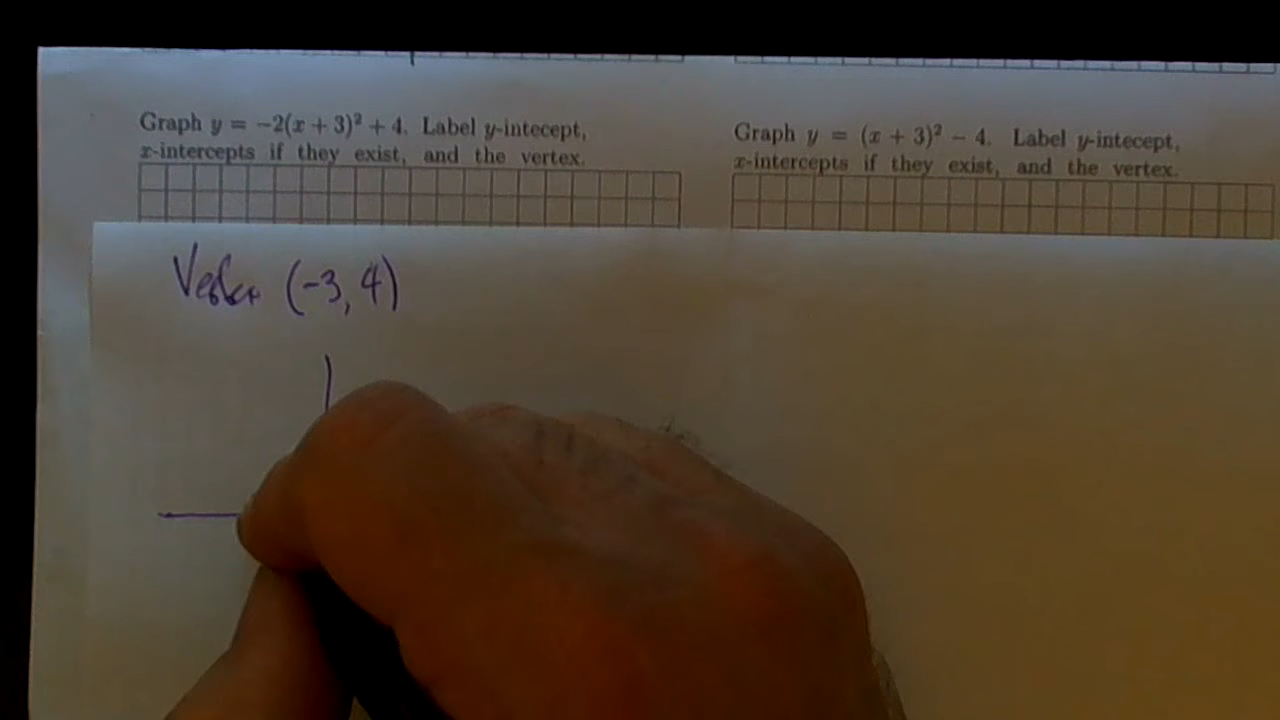 Graph y = −2(x + 3)² + 4. Label y-intecept,
x-intercepts if they exist, and the vertex.
Graph y = (x + 3)² − 4. Label y-intecept,
x-intercepts if they exist, and the vertex.
Vertex (-3, 4)